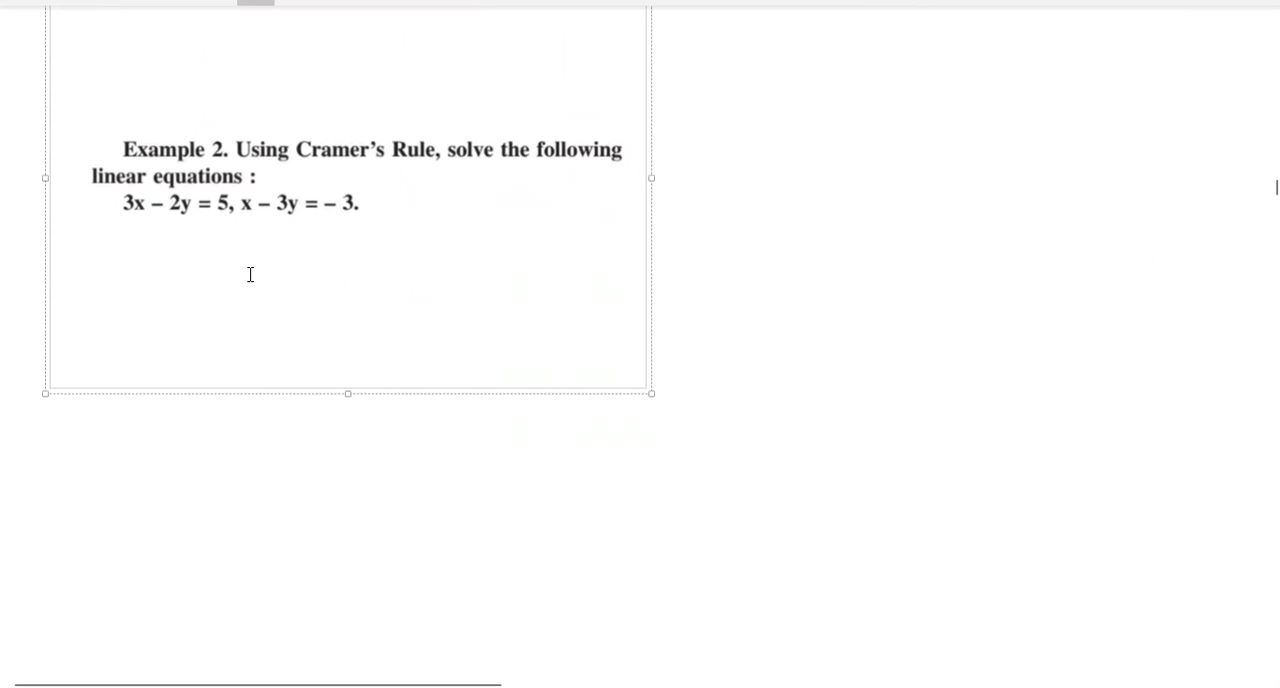 Example 2. Using Cramer’s Rule, solve the following
linear equations :
3x – 2y = 5, x – 3y = – 3.